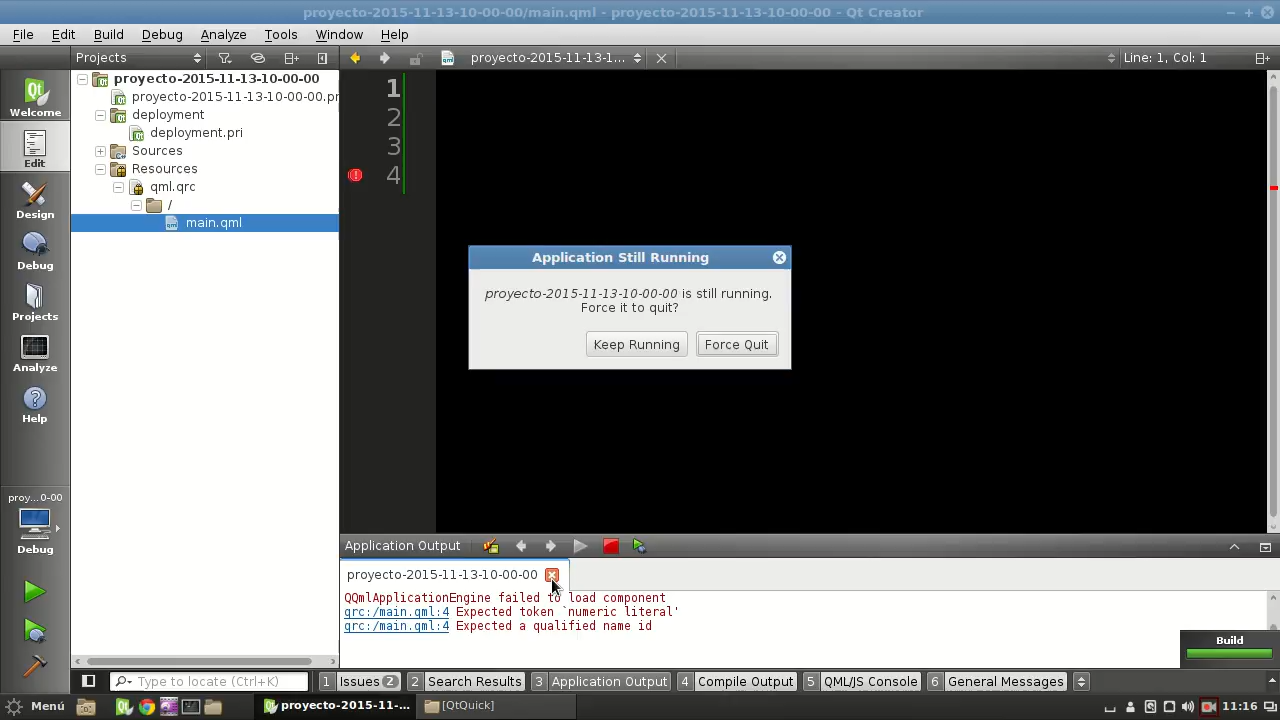 proyecto-2015-11-13-10-00-00/main.qml - proyecto-2015-11-13-10-00-00 - Qt Creator
File Edit Build Debug Analyze Tools Window Help
Projects
proyecto-2015-11-13-1...
Line: 1, Col: 1
Welcome
Edit
Design
Debug
Projects
Analyze
Help
proy...0-00
Debug
proyecto-2015-11-13-10-00-00
proyecto-2015-11-13-10-00-00.pr
deployment
deployment.pri
Sources
Resources
qml.qrc
/
main.qml
1
2
3
4
Application Still Running
proyecto-2015-11-13-10-00-00 is still running.
Force it to quit?
Keep Running Force Quit
Application Output
proyecto-2015-11-13-10-00-00
QQmlApplicationEngine failed to load component
qrc:/main.qml:4 Expected token `numeric literal'
qrc:/main.qml:4 Expected a qualified name id
Build
Type to locate (Ctrl+K)
1 Issues 2
2 Search Results
3 Application Output
4 Compile Output
5 QML/JS Console
6 General Messages
Menú
proyecto-2015-11-...
[QtQuick]
11:16